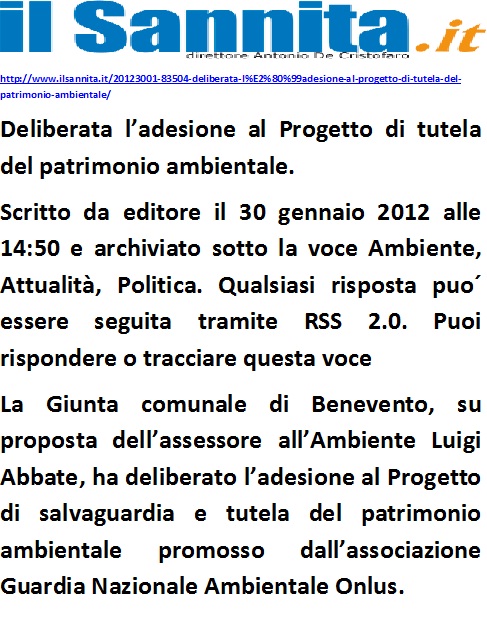 il Sannita.it
direttore Antonio De Cristofaro
http://www.ilsannita.it/20123001-83504-deliberata-l%E2%80%99adesione-al-progetto-di-tutela-del-
patrimonio-ambientale/
Deliberata l’adesione al Progetto di tutela
del patrimonio ambientale.
Scritto da editore il 30 gennaio 2012 alle
14:50 e archiviato sotto la voce Ambiente,
Attualità, Politica. Qualsiasi risposta puo´
essere seguita tramite RSS 2.0. Puoi
rispondere o tracciare questa voce
La Giunta comunale di Benevento, su
proposta dell’assessore all’Ambiente Luigi
Abbate, ha deliberato l’adesione al Progetto
di salvaguardia e tutela del patrimonio
ambientale promosso dall’associazione
Guardia Nazionale Ambientale Onlus.